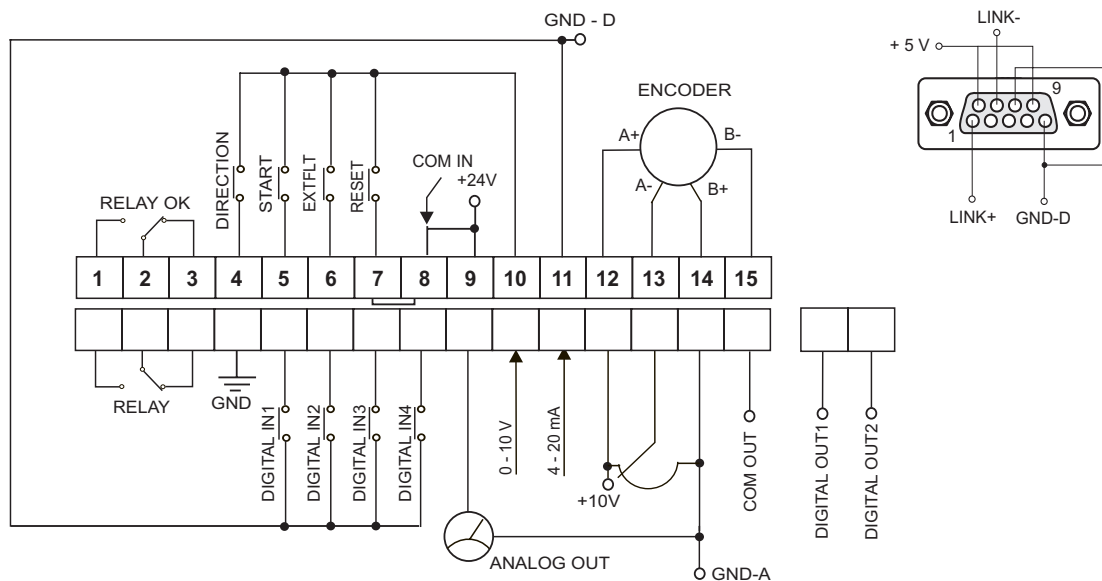 GND - D
LINK-
+ 5 V
9
1
LINK+
GND-D
ENCODER
A+
B-
A-
B+
COM IN
+24V
DIRECTION
START
EXTFLT
RESET
RELAY OK
1 2 3 4 5 6 7 8 9 10 11 12 13 14 15
RELAY
GND
DIGITAL IN1
DIGITAL IN2
DIGITAL IN3
DIGITAL IN4
0 - 10 V
4 - 20 mA
+10V
COM OUT
DIGITAL OUT1
DIGITAL OUT2
ANALOG OUT
GND-A